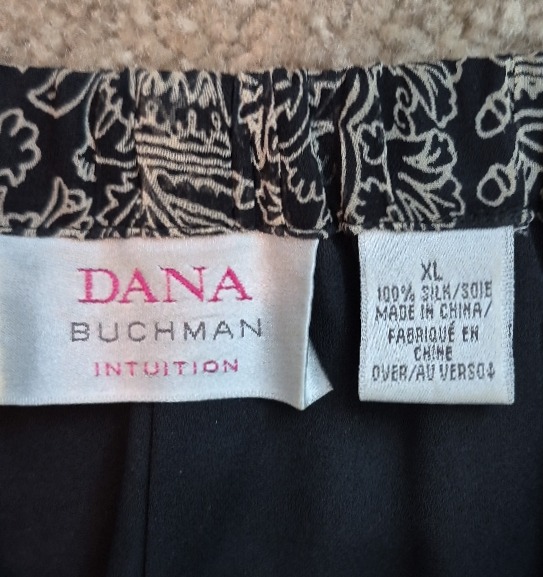 DANA
BUCHMAN
INTUITION
XL
100% SILK/SOIE
MADE IN CHINA/
FABRIQUÉ EN
CHINE
OVER/AU VERSO↓